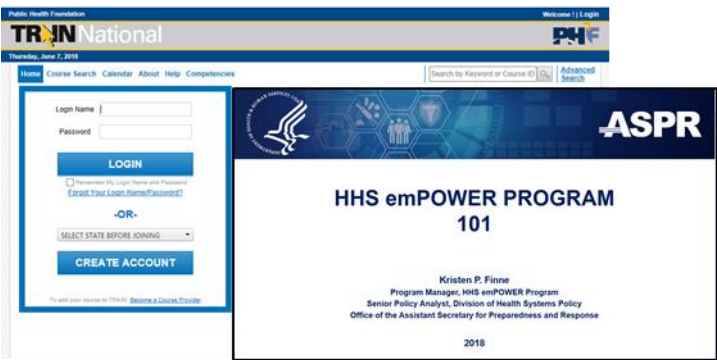 Public Health Foundation
Welcome ! | Login
TRAIN National
PHF
Thursday, June 7, 2018
Home Course Search Calendar About Help Competencies
Search by Keyword or Course ID
Advanced Search
Login Name
Password
LOGIN
Remember My Login Name and Password
Forgot Your Login Name/Password?
-OR-
SELECT STATE BEFORE JOINING
CREATE ACCOUNT
To add your course to TRAIN: Become a Course Provider
ASPR
HHS emPOWER PROGRAM
101
Kristen P. Finne
Program Manager, HHS emPOWER Program
Senior Policy Analyst, Division of Health Systems Policy
Office of the Assistant Secretary for Preparedness and Response
2018